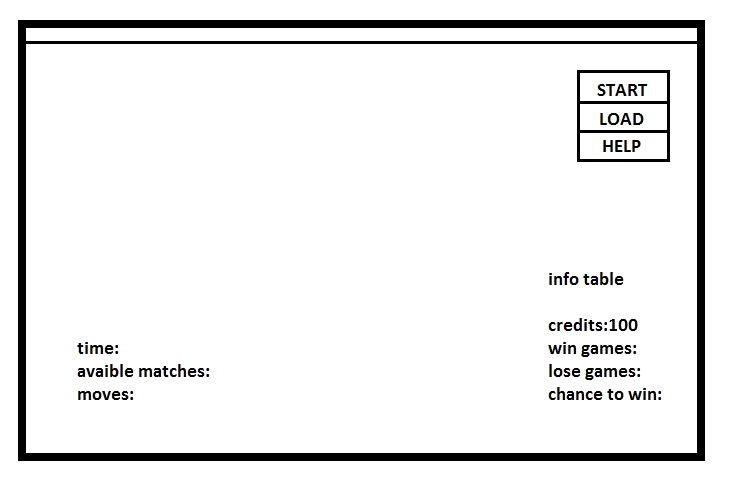 START
LOAD
HELP
info table
credits:100
win games:
lose games:
chance to win:
time:
avaible matches:
moves: